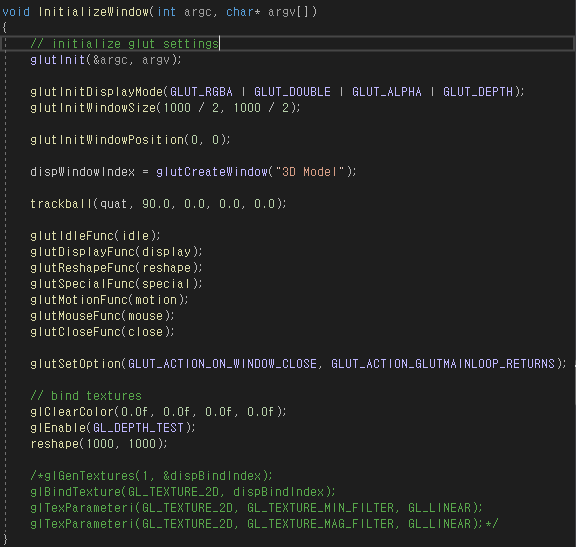 void InitializeWindow(int argc, char* argv[])
{
// initialize glut settings
glutInit(&argc, argv);
glutInitDisplayMode(GLUT_RGBA | GLUT_DOUBLE | GLUT_ALPHA | GLUT_DEPTH);
glutInitWindowSize(1000 / 2, 1000 / 2);
glutInitWindowPosition(0, 0);
dispWindowIndex = glutCreateWindow("3D Model");
trackball(quat, 90.0, 0.0, 0.0, 0.0);
glutIdleFunc(idle);
glutDisplayFunc(display);
glutReshapeFunc(reshape);
glutSpecialFunc(special);
glutMotionFunc(motion);
glutMouseFunc(mouse);
glutCloseFunc(close);
glutSetOption(GLUT_ACTION_ON_WINDOW_CLOSE, GLUT_ACTION_GLUTMAINLOOP_RETURNS);
// bind textures
glClearColor(0.0f, 0.0f, 0.0f, 0.0f);
glEnable(GL_DEPTH_TEST);
reshape(1000, 1000);
/*glGenTextures(1, &dispBindIndex);
glBindTexture(GL_TEXTURE_2D, dispBindIndex);
glTexParameteri(GL_TEXTURE_2D, GL_TEXTURE_MIN_FILTER, GL_LINEAR);
glTexParameteri(GL_TEXTURE_2D, GL_TEXTURE_MAG_FILTER, GL_LINEAR);*/
}